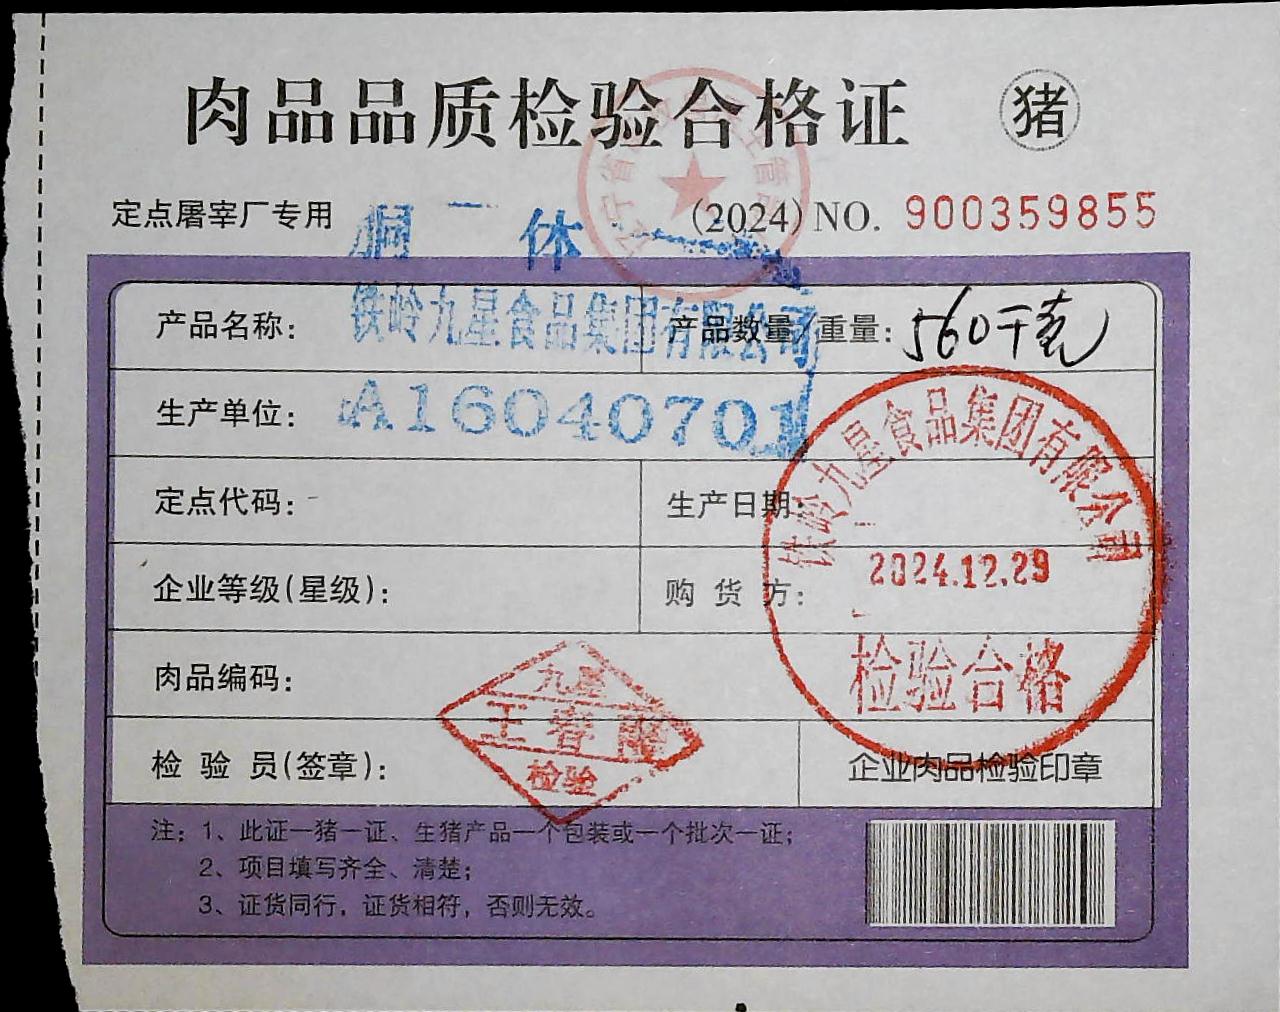 肉品品质检验合格证 猪
定点屠宰厂专用 (2024) NO. 900359855
胴 体
产品名称: 铁岭九星食品集团有限公司 产品数量/重量: 560千克
生产单位: A16040701
定点代码: 生产日期:
铁岭九星食品集团有限公司
2024.12.29
检验合格
企业等级(星级): 购货方:
肉品编码:
九星
王春
检验
检验员(签章): 企业肉品检验印章
注: 1、此证一猪一证、生猪产品一个包装或一个批次一证;
2、项目填写齐全、清楚;
3、证货同行, 证货相符, 否则无效。